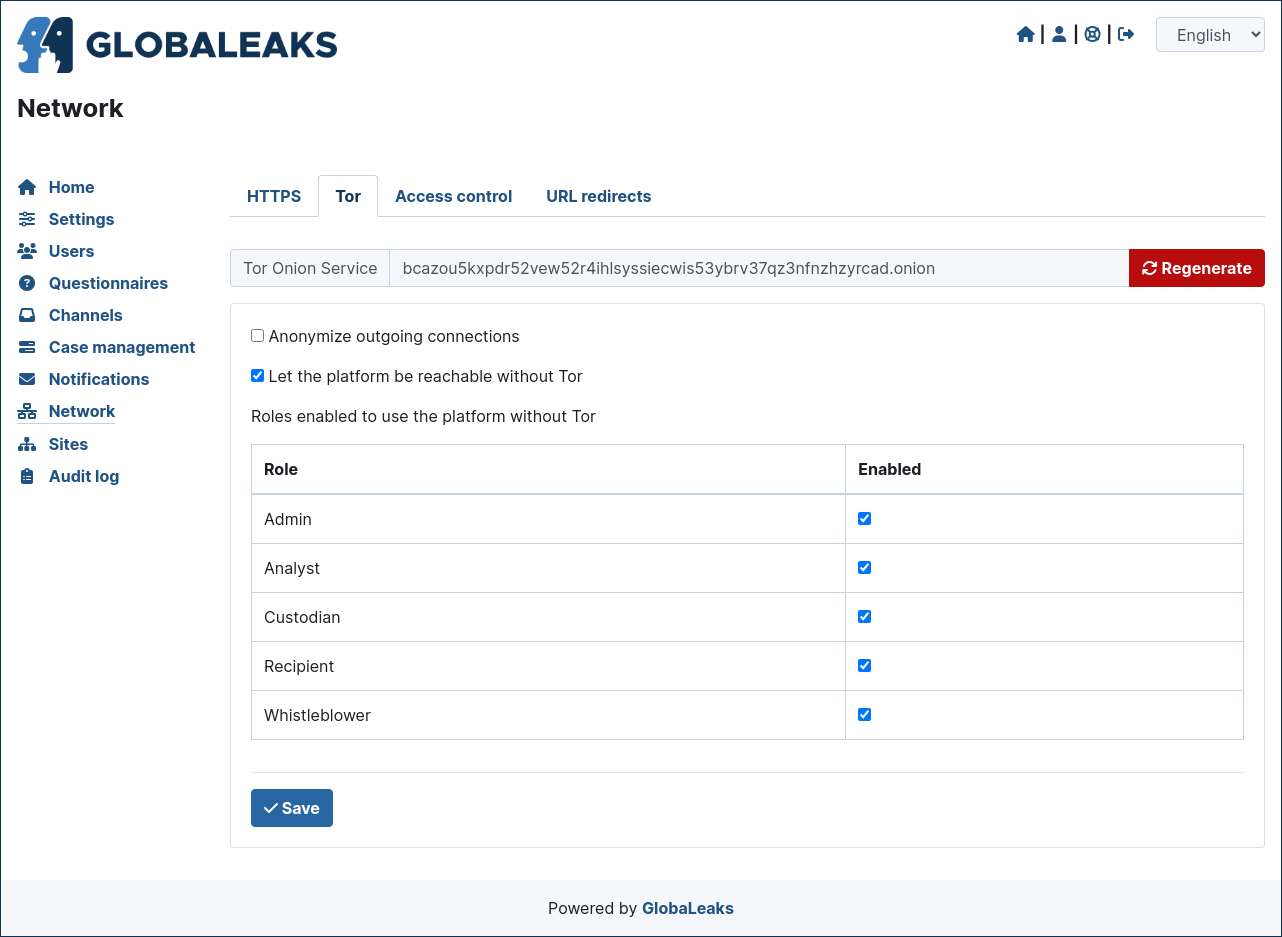 GLOBALEAKS
| | | English
Network
Home
Settings
Users
Questionnaires
Channels
Case management
Notifications
Network
Sites
Audit log
HTTPS Tor Access control URL redirects
Tor Onion Service bcazou5kxpdr52vew52r4ihlsyssiecwis53ybrv37qz3nfnzhzyrcad.onion Regenerate
Anonymize outgoing connections
Let the platform be reachable without Tor
Roles enabled to use the platform without Tor
Role Enabled
Admin
Analyst
Custodian
Recipient
Whistleblower
Save
Powered by GlobaLeaks